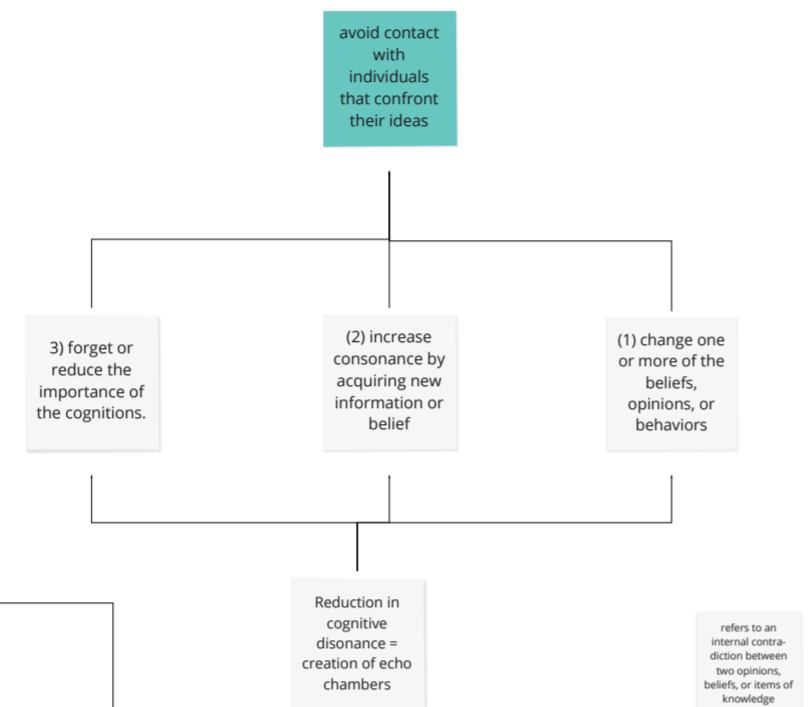 avoid contact
with
individuals
that confront
their ideas
3) forget or
reduce the
importance of
the cognitions.
(2) increase
consonance by
acquiring new
information or
belief
(1) change one
or more of the
beliefs,
opinions, or
behaviors
Reduction in
cognitive
disonance =
creation of echo
chambers
refers to an
internal contra-
diction between
two opinions,
beliefs, or items of
knowledge